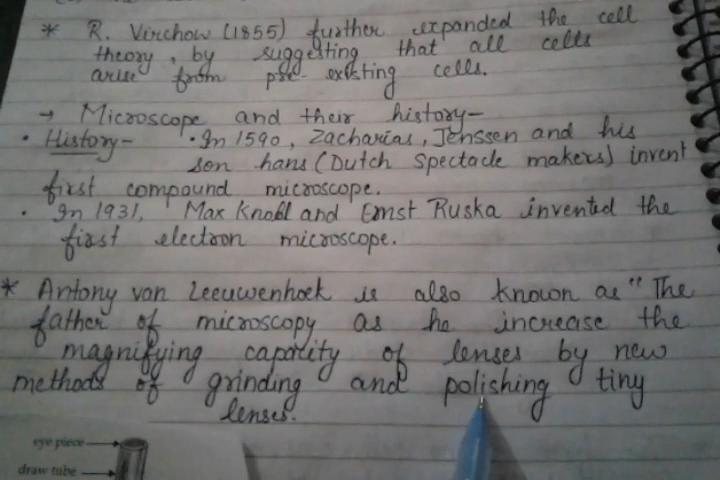 * R. Virchow (1855) further expanded the cell
theory, by suggesting that all cells
arise from pre-existing cells.
→ Microscope and their history-
• History- • In 1590, Zacharias, Jenssen and his
son hans (Dutch Spectacle makers) invent
first compound microscope.
• In 1931, Max Knoll and Ernst Ruska invented the
first electron microscope.
* Antony van Leeuwenhoek is also known as "The
father of microscopy as he increase the
magnifying capacity of lenses by new
methods of grinding and polishing tiny
lenses.
eye piece
draw tube